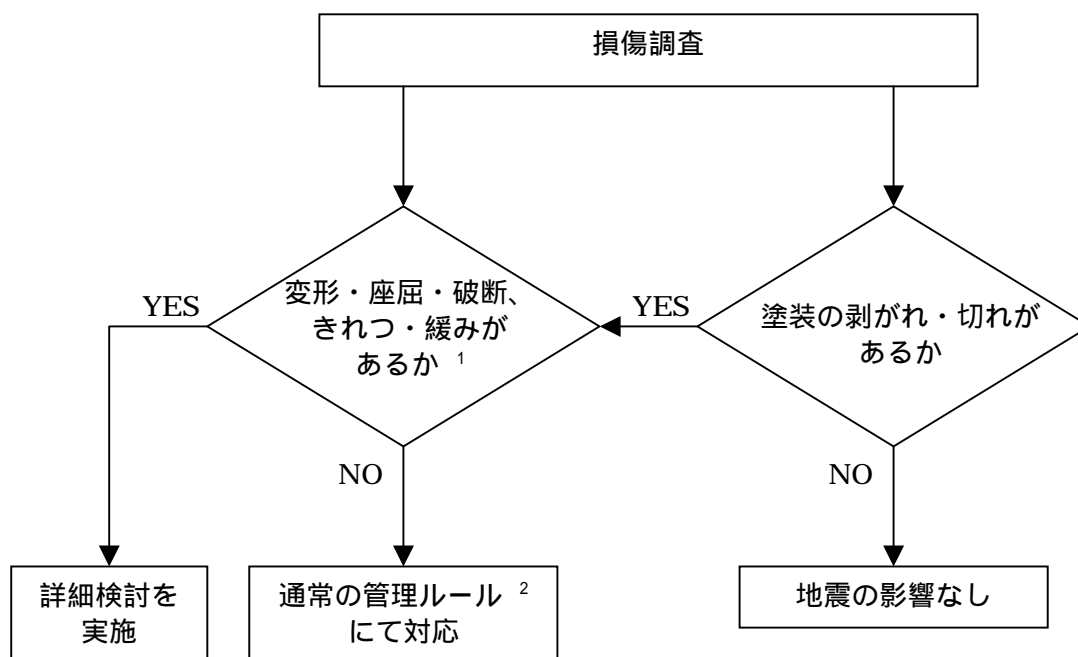 損傷調査
YES
変形・座屈・破断、
きれつ・緩みが
あるか 1
YES
塗装の剥がれ・切れが
あるか
NO
NO
詳細検討を
実施
通常の管理ルール 2
にて対応
地震の影響なし